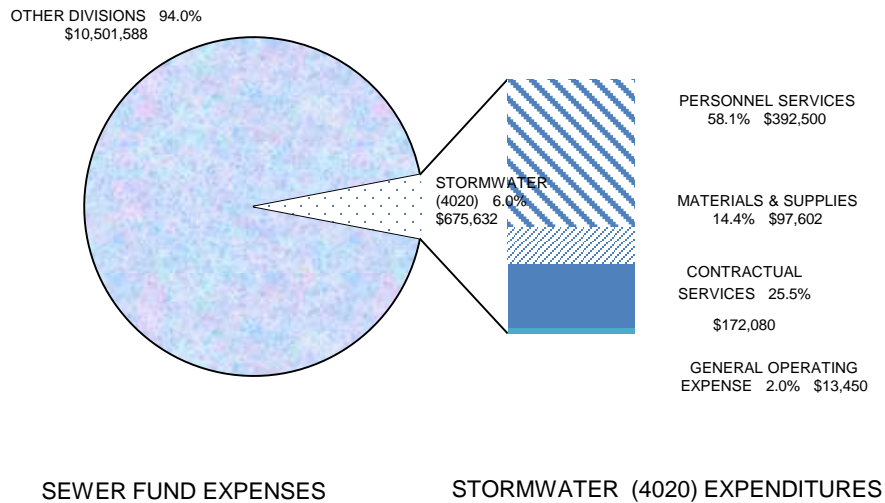 OTHER DIVISIONS 94.0%
$10,501,588
STORMWATER
(4020) 6.0%
$675,632
PERSONNEL SERVICES
58.1% $392,500
MATERIALS & SUPPLIES
14.4% $97,602
CONTRACTUAL
SERVICES 25.5%
$172,080
GENERAL OPERATING
EXPENSE 2.0% $13,450
SEWER FUND EXPENSES
STORMWATER (4020) EXPENDITURES